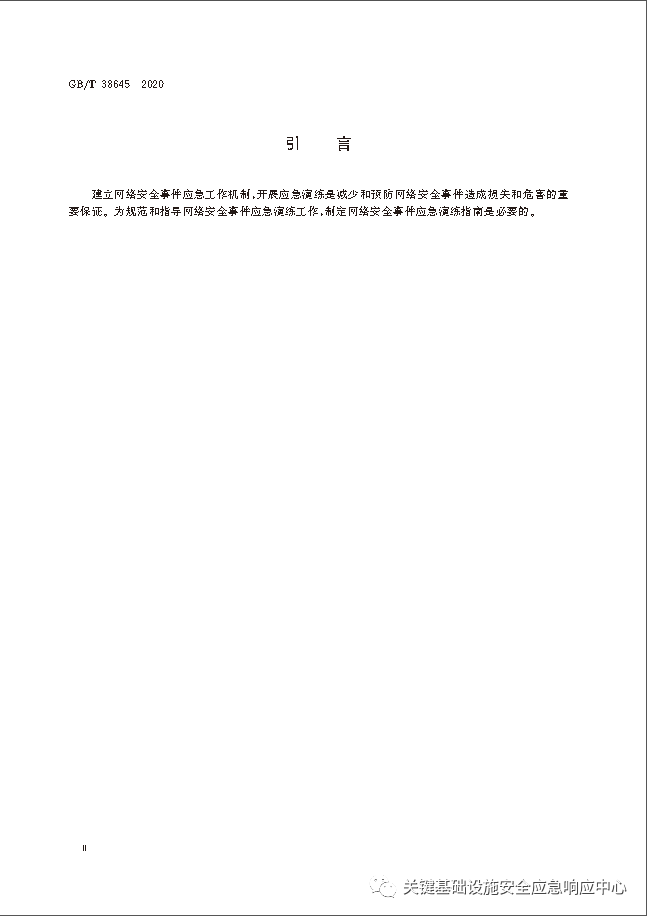 GB/T 38645—2020
引　　言
建立网络安全事件应急工作机制,开展应急演练是减少和预防网络安全事件造成损失和危害的重
要保证。为规范和指导网络安全事件应急演练工作,制定网络安全事件应急演练指南是必要的。
Ⅱ
关键基础设施安全应急响应中心